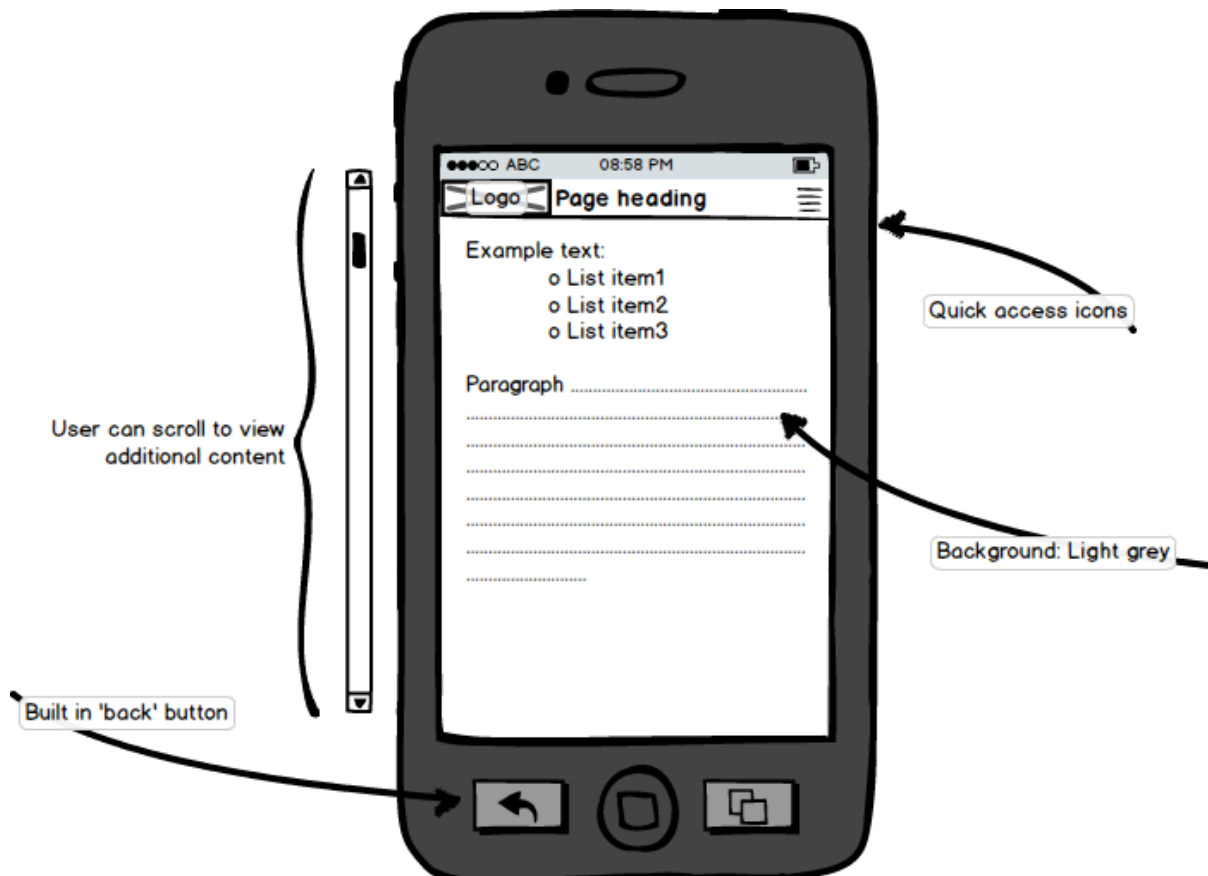 ABC 08:58 PM
Logo Page heading
Example text:
o List item1
o List item2
o List item3
Paragraph
User can scroll to view
additional content
Quick access icons
Background: Light grey
Built in 'back' button